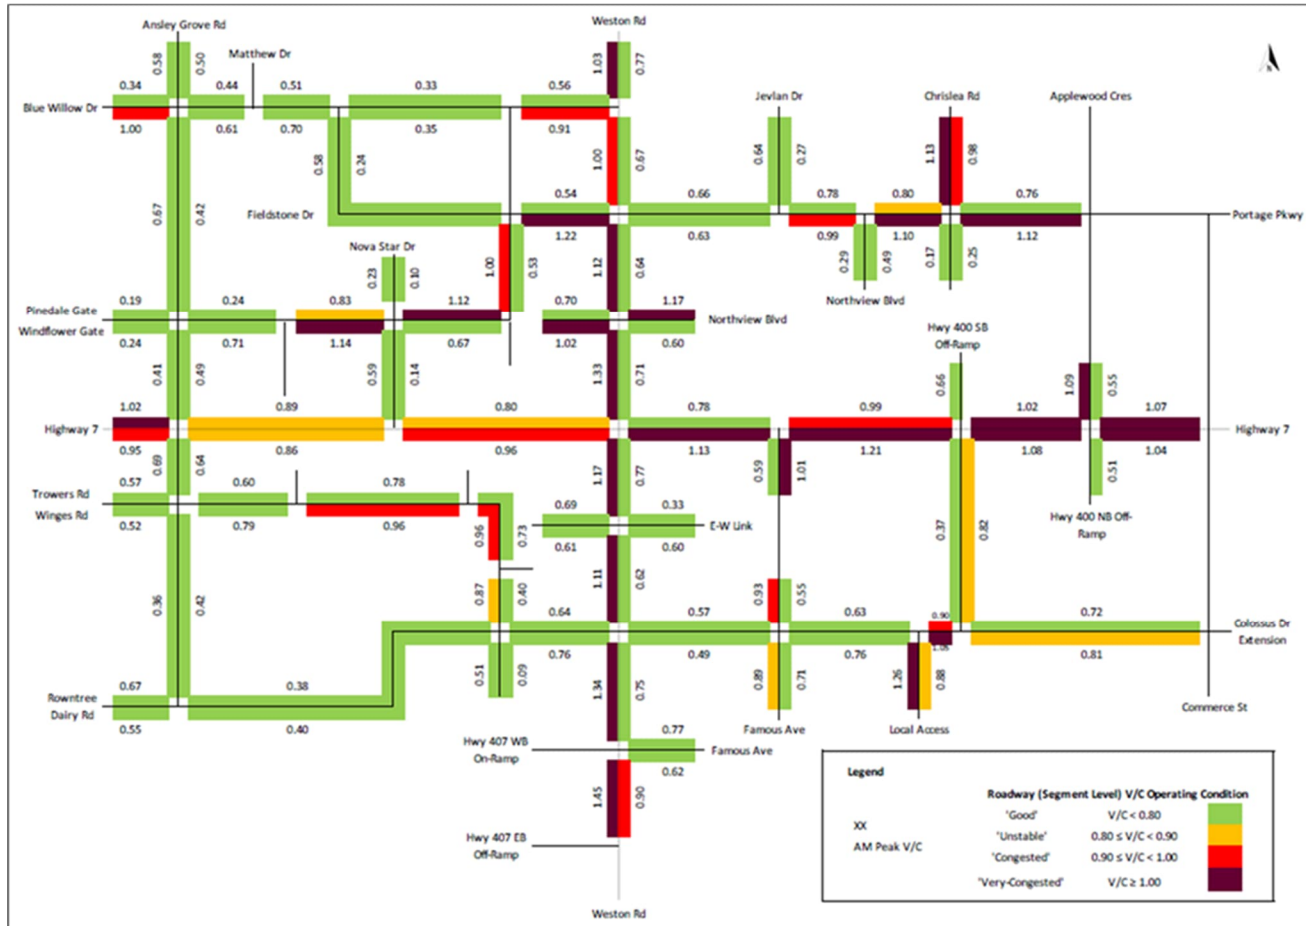 Ansley Grove Rd
Weston Rd
Matthew Dr
0.58
0.50
1.03
0.77
N
0.34
0.44
0.51
0.33
0.56
Jevlan Dr
Chrislea Rd
Applewood Cres
Blue Willow Dr
1.00
0.61
0.70
0.35
0.91
0.58
0.24
1.00
0.67
0.64
0.27
1.13
0.98
0.67
0.42
0.54
0.66
0.78
0.80
0.76
Fieldstone Dr
Portage Pkwy
1.22
0.63
0.99
1.10
1.12
Nova Star Dr
0.23
0.10
1.00
0.53
1.12
0.64
0.29
0.49
0.17
0.25
0.19
0.24
0.83
1.12
0.70
1.17
Northview Blvd
Pinedale Gate
Windflower Gate
Northview Blvd
0.24
0.71
1.14
0.67
1.02
0.60
Hwy 400 SB
Off-Ramp
0.41
0.49
0.59
0.14
1.33
0.71
0.66
1.09
0.55
1.02
0.89
0.80
0.78
0.99
1.02
1.07
Highway 7
Highway 7
0.95
0.86
0.96
1.13
1.21
1.08
1.04
0.69
0.64
1.17
0.77
0.59
1.01
0.51
0.57
0.60
0.78
Trowers Rd
Winges Rd
0.69
0.33
Hwy 400 NB Off-
Ramp
0.52
0.79
0.96
0.96
0.73
E-W Link
0.61
0.60
0.37
0.82
0.36
0.42
0.87
0.40
1.11
0.62
0.93
0.55
0.64
0.57
0.63
0.90
0.72
Colossus Dr
Extension
0.76
0.49
0.76
1.05
0.81
0.51
0.09
1.34
0.75
0.89
0.71
1.26
0.88
0.67
0.38
Rowntree
Dairy Rd
0.55
0.40
Commerce St
Famous Ave
Local Access
0.77
Hwy 407 WB
On-Ramp
Famous Ave
0.62
1.45
0.90
Hwy 407 EB
Off-Ramp
Weston Rd
Legend
Roadway (Segment Level) V/C Operating Condition
XX
AM Peak V/C
'Good' V/C < 0.80
'Unstable' 0.80 ≤ V/C < 0.90
'Congested' 0.90 ≤ V/C < 1.00
'Very-Congested' V/C ≥ 1.00